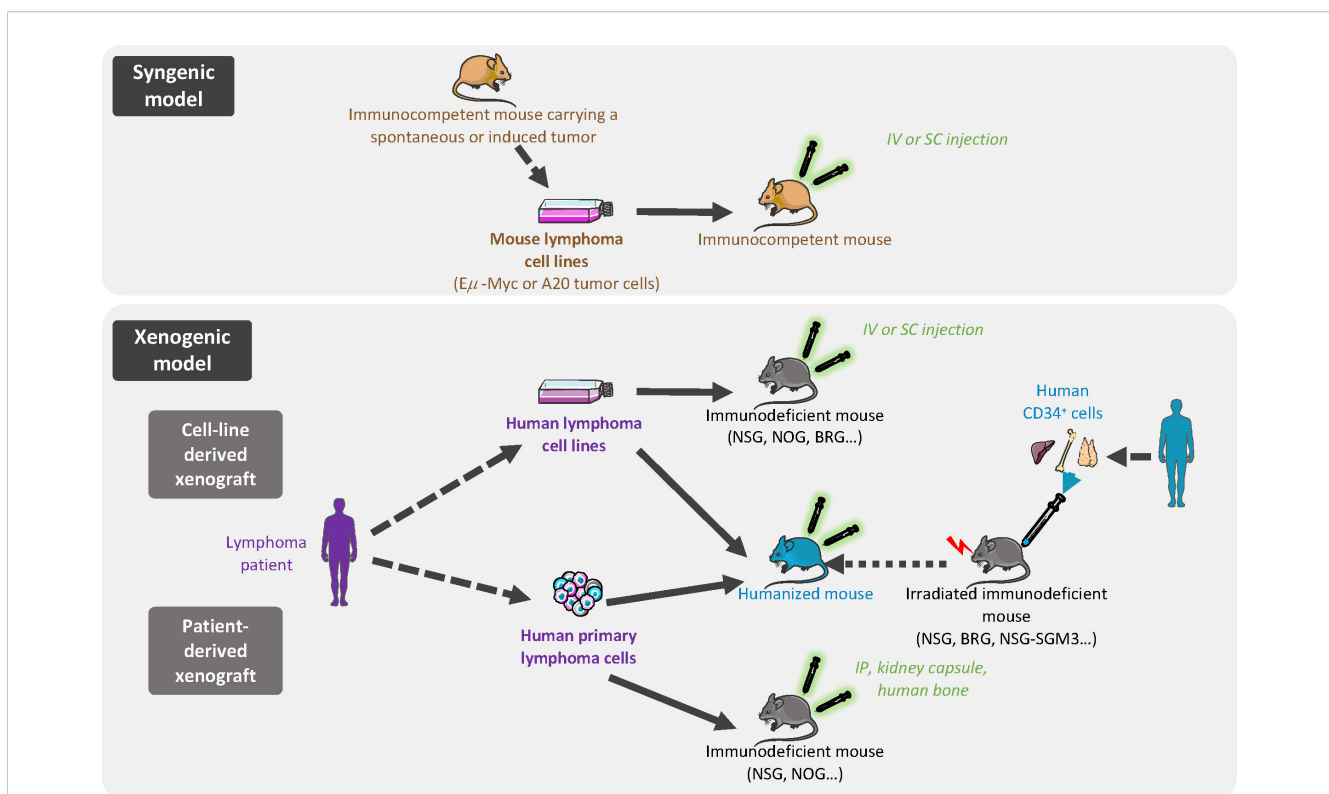 Syngenic
model
Immunocompetent mouse carrying a
spontaneous or induced tumor
IV or SC injection
Mouse lymphoma
cell lines
(Eμ -Myc or A20 tumor cells)
Immunocompetent mouse
Xenogenic
model
IV or SC injection
Cell-line
derived
xenograft
Human lymphoma
cell lines
Immunodeficient mouse
(NSG, NOG, BRG...)
Human
CD34⁺ cells
Lymphoma
patient
Humanized mouse
Irradiated immunodeficient
mouse
(NSG, BRG, NSG-SGM3...)
Patient-
derived
xenograft
Human primary
lymphoma cells
IP, kidney capsule,
human bone
Immunodeficient mouse
(NSG, NOG...)